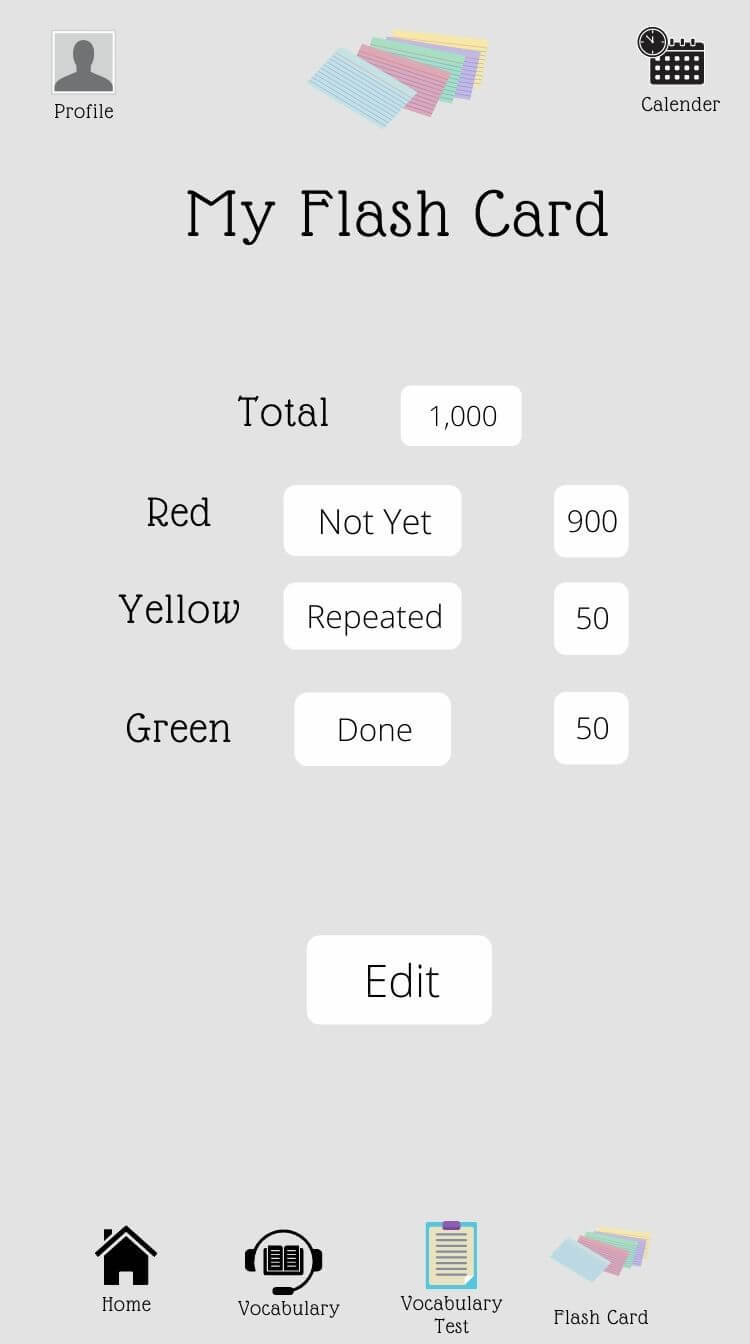 Profile
Calender
My Flash Card
Total 1,000
Red Not Yet 900
Yellow Repeated 50
Green Done 50
Edit
Home
Vocabulary
Vocabulary
Test
Flash Card